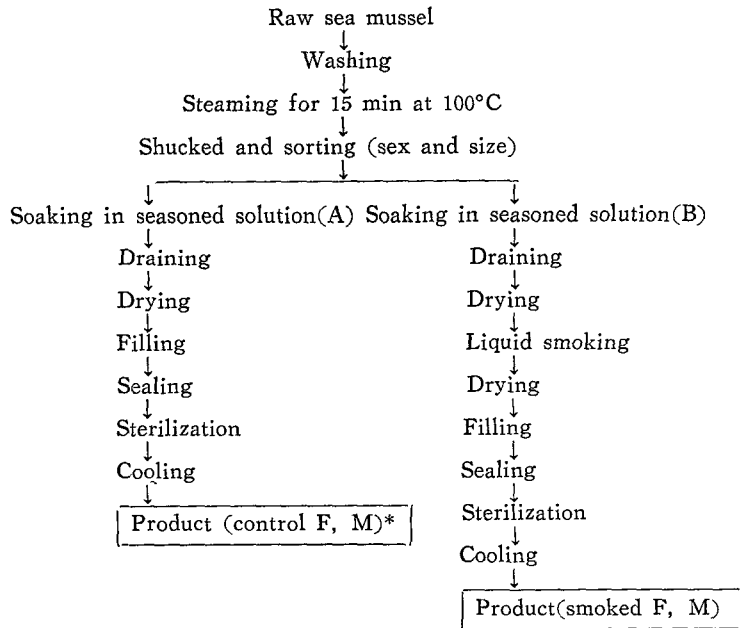 Raw sea mussel
Washing
Steaming for 15 min at 100°C
Shucked and sorting (sex and size)
Soaking in seasoned solution(A)
Draining
Drying
Filling
Sealing
Sterilization
Cooling
Product (control F, M)*
Soaking in seasoned solution(B)
Draining
Drying
Liquid smoking
Drying
Filling
Sealing
Sterilization
Cooling
Product(smoked F, M)